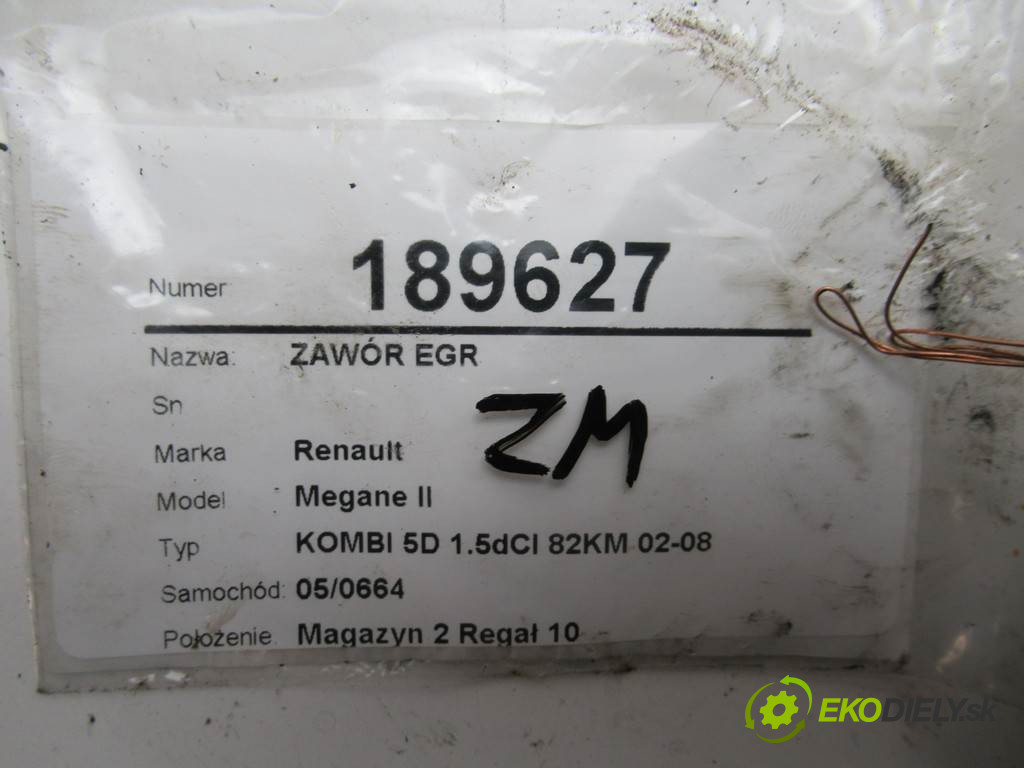 Numer 189627
Nazwa: ZAWÓR EGR
Sn
ZM
Marka Renault
Model Megane II
Typ KOMBI 5D 1.5dCI 82KM 02-08
Samochód: 05/0664
Położenie. Magazyn 2 Regał 10
EKODIELY.sk